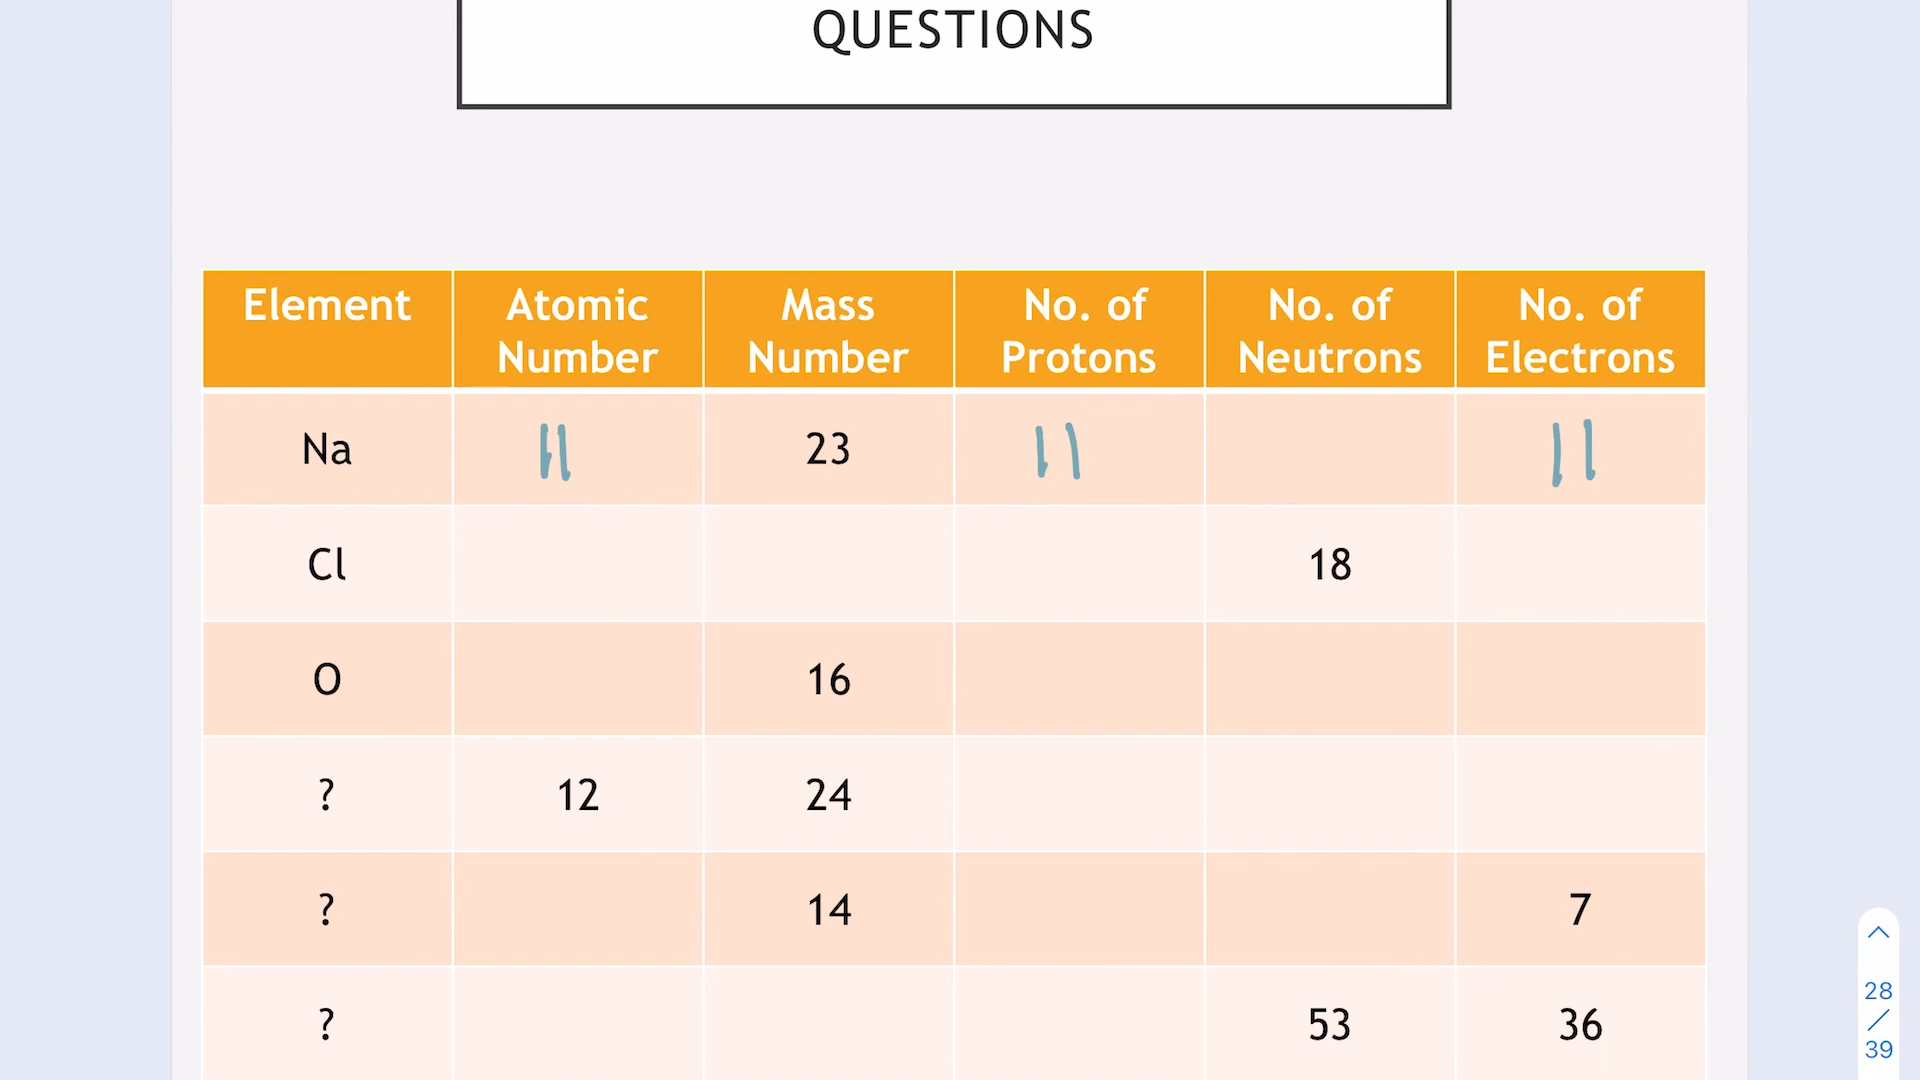 QUESTIONS
Element Atomic Number Mass Number No. of Protons No. of Neutrons No. of Electrons
Na 11 23 11 11
Cl 18
O 16
? 12 24
? 14 7
? 53 36
28
/
39